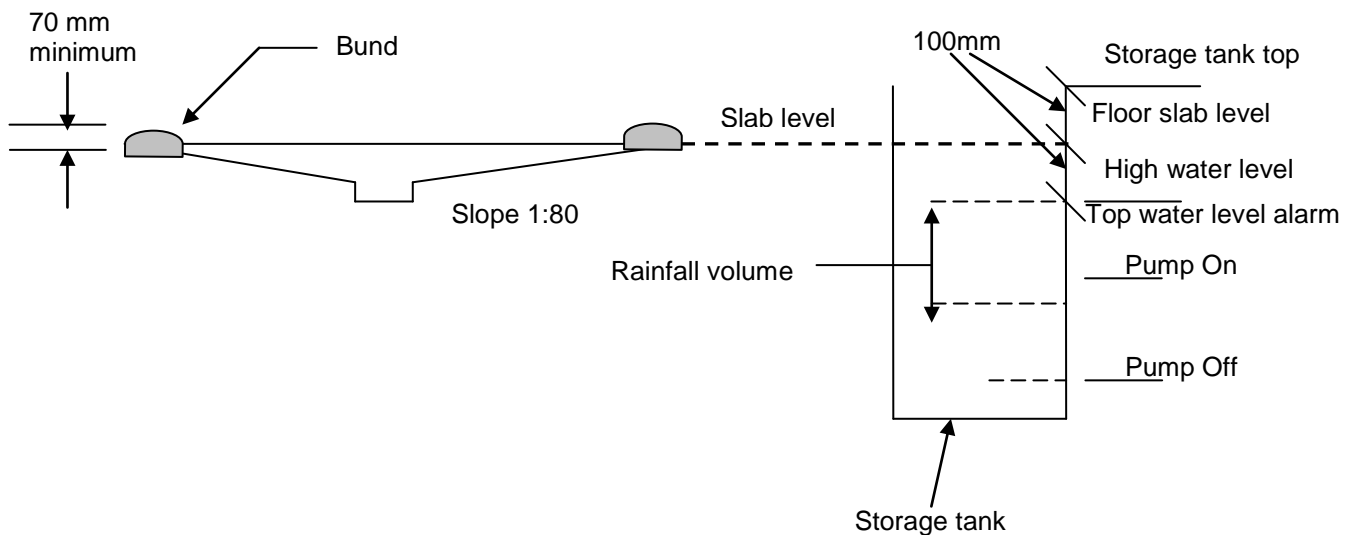 70 mm
minimum
Bund
100mm
Storage tank top
Floor slab level
Slab level
High water level
Slope 1:80
Top water level alarm
Rainfall volume
Pump On
Pump Off
Storage tank